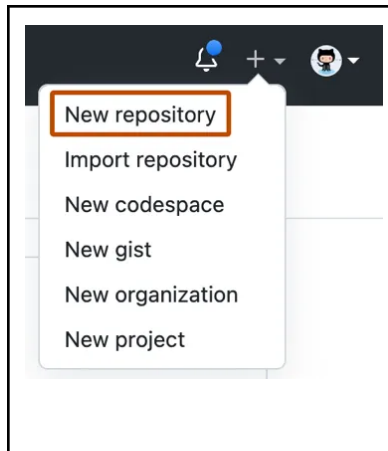 New repository
Import repository
New codespace
New gist
New organization
New project